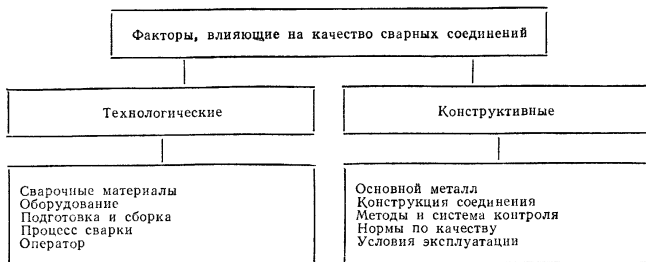 Факторы, влияющие на качество сварных соединений
Технологические
Конструктивные
Сварочные материалы
Оборудование
Подготовка и сборка
Процесс сварки
Оператор
Основной металл
Конструкция соединения
Методы и система контроля
Нормы по качеству
Условия эксплуатации